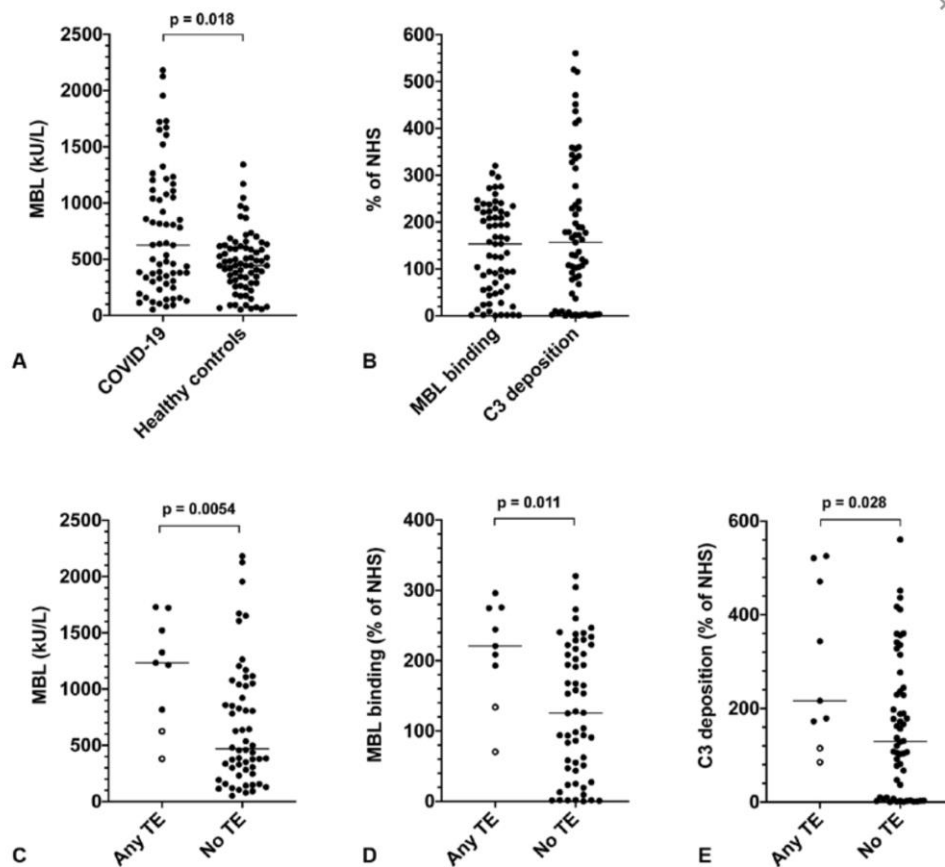 p = 0.018
2500
2000
1500
1000
500
0
MBL (kU/L)
COVID-19
Healthy controls
A
600
500
400
300
200
100
0
% of NHS
MBL binding
C3 deposition
B
p = 0.0054
2500
2000
1500
1000
500
0
MBL (kU/L)
Any TE
No TE
C
p = 0.011
400
300
200
100
0
MBL binding (% of NHS)
Any TE
No TE
D
p = 0.028
600
400
200
0
C3 deposition (% of NHS)
Any TE
No TE
E